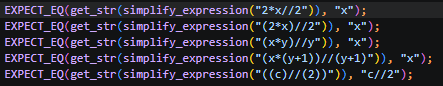 EXPECT_EQ(get_str(simplify_expression("2*x//2")), "x");
EXPECT_EQ(get_str(simplify_expression("(2*x)//2")), "x");
EXPECT_EQ(get_str(simplify_expression("(x*y)//y")), "x");
EXPECT_EQ(get_str(simplify_expression("(x*(y+1))//(y+1)")), "x");
EXPECT_EQ(get_str(simplify_expression("((c)//(2))")), "c//2");